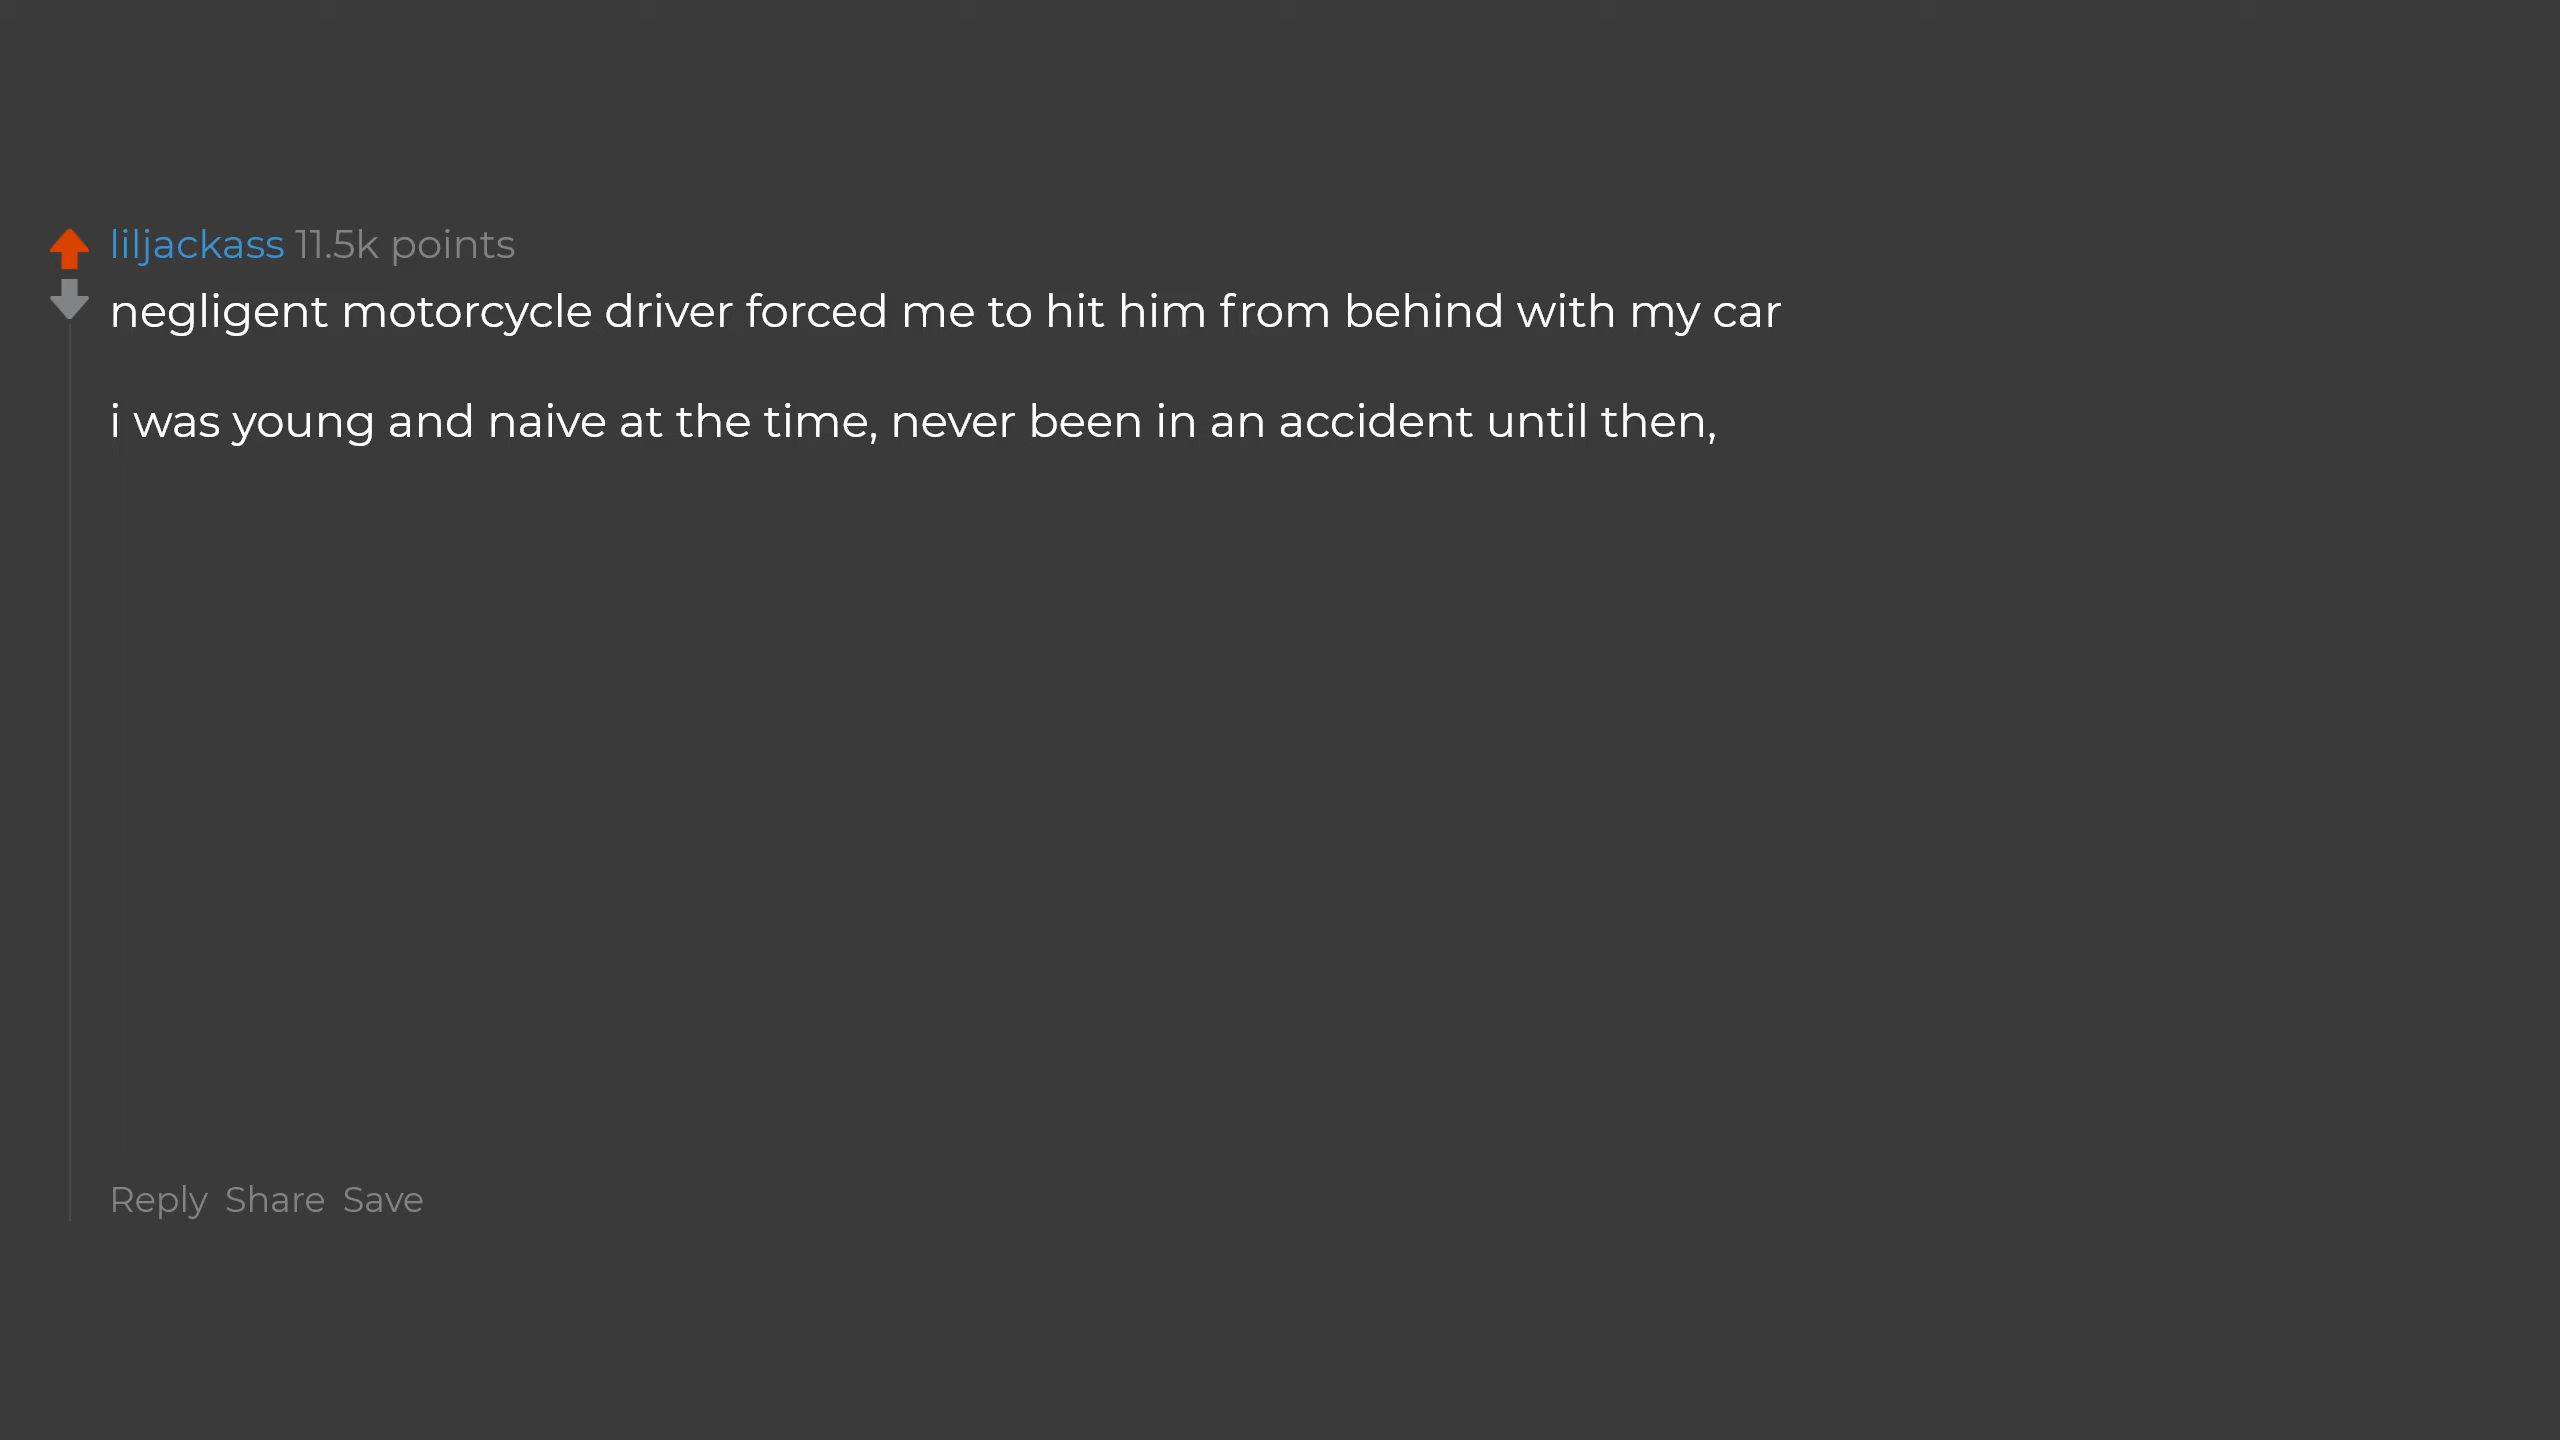 liljackass 11.5k points
negligent motorcycle driver forced me to hit him from behind with my car
i was young and naive at the time, never been in an accident until then,
Reply Share Save